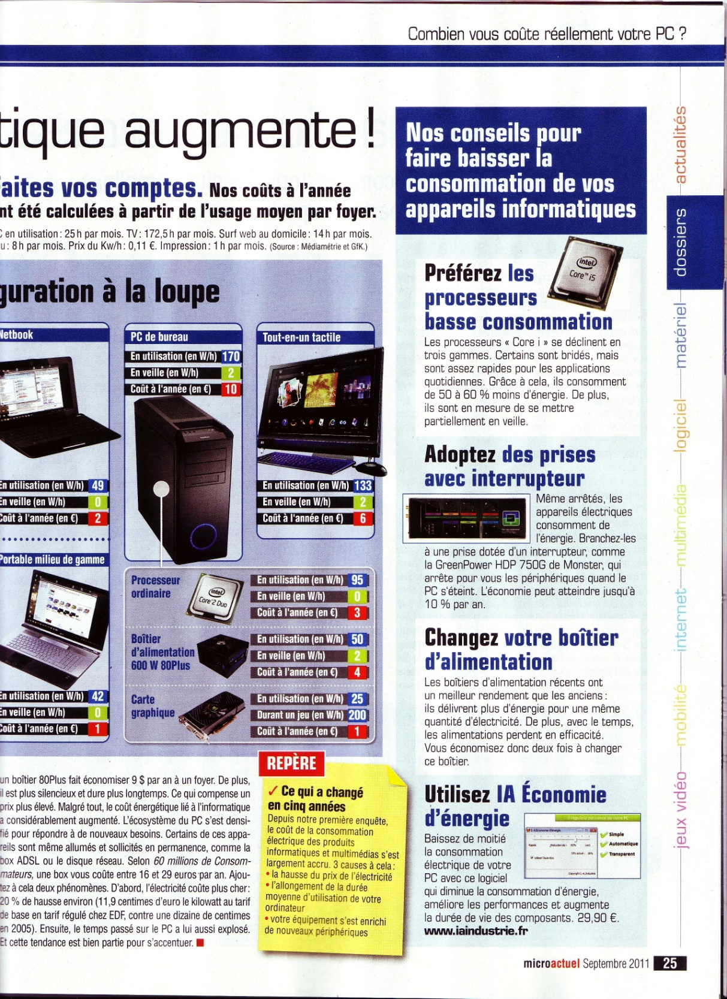 Combien vous coûte réellement votre PC ?
tique augmente !
aites vos comptes. Nos coûts à l'année
nt été calculées à partir de l'usage moyen par foyer.
C en utilisation : 25 h par mois. TV : 172,5 h par mois. Surf web au domicile : 14 h par mois.
u : 8 h par mois. Prix du Kw/h : 0,11 €. Impression : 1 h par mois. (Source : Médiamétrie et GfK.)
guration à la loupe
Netbook
En utilisation (en W/h) 49
En veille (en W/h) 0
Coût à l'année (en €) 2
Portable milieu de gamme
En utilisation (en W/h) 42
En veille (en W/h) 0
Coût à l'année (en €) 1
PC de bureau
En utilisation (en W/h) 170
En veille (en W/h) 2
Coût à l'année (en €) 10
Tout-en-un tactile
En utilisation (en W/h) 133
En veille (en W/h) 2
Coût à l'année (en €) 6
Processeur
ordinaire
intel
Core™2 Duo
En utilisation (en W/h) 95
En veille (en W/h) 0
Coût à l'année (en €) 3
Boîtier
d'alimentation
600 W 80Plus
En utilisation (en W/h) 50
En veille (en W/h) 2
Coût à l'année (en €) 4
Carte
graphique
En utilisation (en W/h) 25
Durant un jeu (en W/h) 200
Coût à l'année (en €) 1
un boîtier 80Plus fait économiser 9 $ par an à un foyer. De plus,
il est plus silencieux et dure plus longtemps. Ce qui compense un
prix plus élevé. Malgré tout, le coût énergétique lié à l'informatique
a considérablement augmenté. L'écosystème du PC s'est densi-
fié pour répondre à de nouveaux besoins. Certains de ces appa-
reils sont même allumés et sollicités en permanence, comme la
box ADSL ou le disque réseau. Selon 60 millions de Consom-
mateurs, une box vous coûte entre 16 et 29 euros par an. Ajou-
tez à cela deux phénomènes. D'abord, l'électricité coûte plus cher :
20 % de hausse environ (11,9 centimes d'euro le kilowatt au tarif
de base en tarif régulé chez EDF, contre une dizaine de centimes
en 2005). Ensuite, le temps passé sur le PC a lui aussi explosé.
Et cette tendance est bien partie pour s'accentuer.
REPÈRE
✓ Ce qui a changé
en cinq années
Depuis notre première enquête,
le coût de la consommation
électrique des produits
informatiques et multimédias s'est
largement accru. 3 causes à cela :
• la hausse du prix de l'électricité
• l'allongement de la durée
moyenne d'utilisation de votre
ordinateur
• votre équipement s'est enrichi
de nouveaux périphériques
Nos conseils pour
faire baisser la
consommation de vos
appareils informatiques
Préférez les
processeurs
basse consommation
intel
Core™ i5
Les processeurs « Core i » se déclinent en
trois gammes. Certains sont bridés, mais
sont assez rapides pour les applications
quotidiennes. Grâce à cela, ils consomment
de 50 à 60 % moins d'énergie. De plus,
ils sont en mesure de se mettre
partiellement en veille.
Adoptez des prises
avec interrupteur
Même arrêtés, les
appareils électriques
consomment de
l'énergie. Branchez-les
à une prise dotée d'un interrupteur, comme
la GreenPower HDP 750G de Monster, qui
arrête pour vous les périphériques quand le
PC s'éteint. L'économie peut atteindre jusqu'à
10 % par an.
Changez votre boîtier
d'alimentation
Les boîtiers d'alimentation récents ont
un meilleur rendement que les anciens :
ils délivrent plus d'énergie pour une même
quantité d'électricité. De plus, avec le temps,
les alimentations perdent en efficacité.
Vous économisez donc deux fois à changer
ce boîtier.
Utilisez IA Économie
d'énergie
Il régule la puissance de votre PC
Simple
Automatique
Transparent
Baissez de moitié
la consommation
électrique de votre
PC avec ce logiciel
qui diminue la consommation d'énergie,
améliore les performances et augmente
la durée de vie des composants. 29,90 €.
www.iaindustrie.fr
actualités
dossiers
matériel
logiciel
multimédia
internet
mobilité
jeux vidéo
microactuel Septembre 2011 25